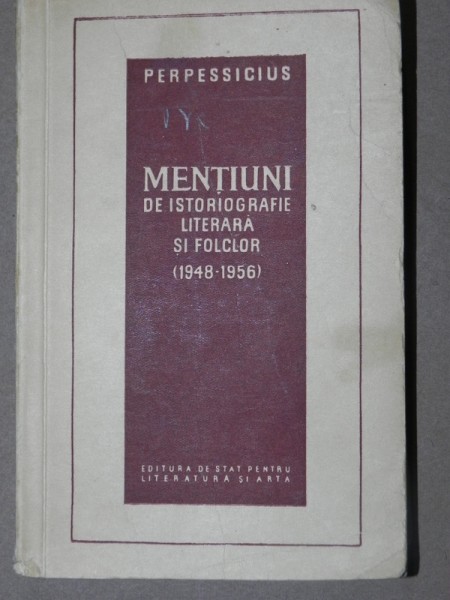 PERPESSICIUS
MENȚIUNI
DE ISTORIOGRAFIE
LITERARĂ
ȘI FOLCLOR
(1948-1956)
EDITURA DE STAT PENTRU
LITERATURĂ ȘI ARTĂ